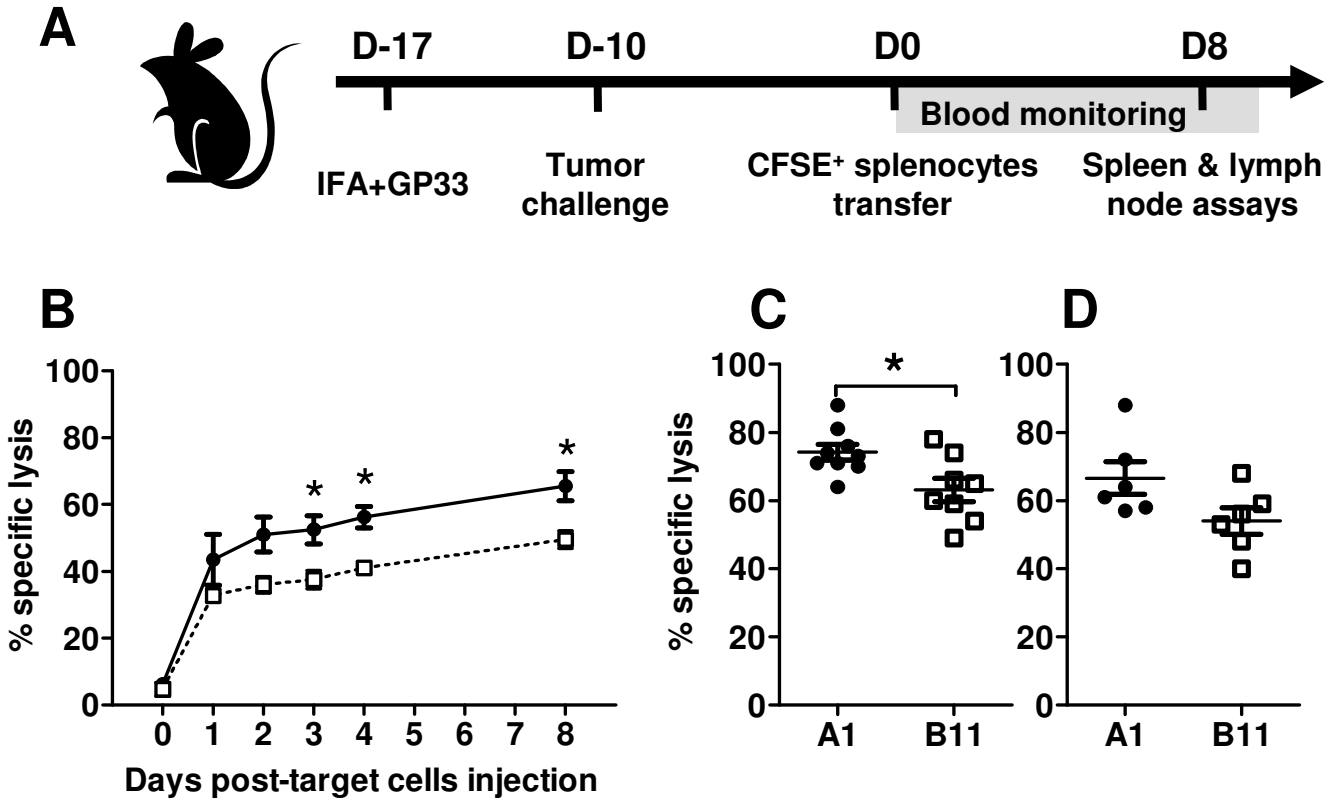 A
D-17 D-10 D0 D8
Blood monitoring
IFA+GP33
Tumor
challenge
CFSE⁺ splenocytes
transfer
Spleen & lymph
node assays
B
% specific lysis
100
80
60
40
20
0
* * *
0 1 2 3 4 5 6 7 8
Days post-target cells injection
C
% specific lysis
100
80
60
40
20
0
*
A1 B11
D
100
80
60
40
20
0
A1 B11